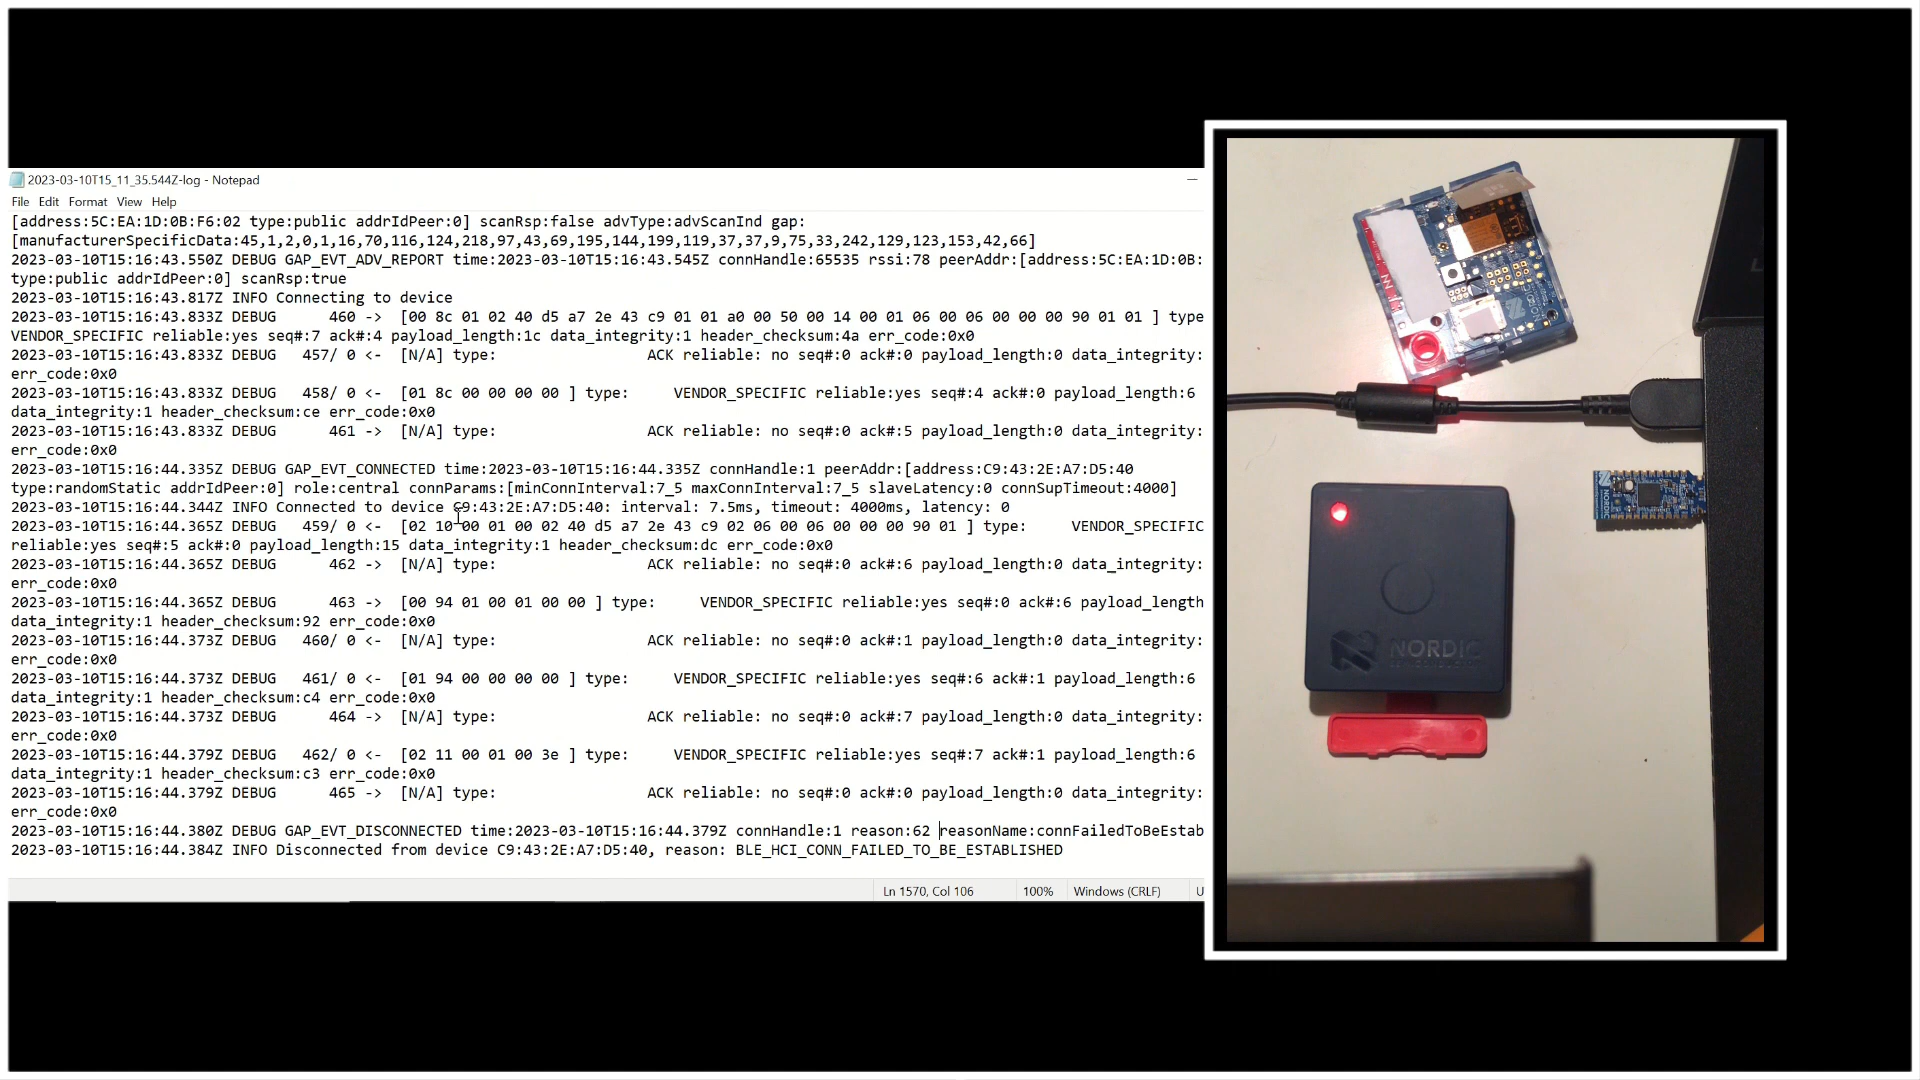 2023-03-10T15_11_35.544Z-log - Notepad
File Edit Format View Help
[address:5C:EA:1D:0B:F6:02 type:public addrIdPeer:0] scanRsp:false advType:advScanInd gap:
[manufacturerSpecificData:45,1,2,0,1,16,70,116,124,218,97,43,69,195,144,199,119,37,37,9,75,33,242,129,123,153,42,66]
2023-03-10T15:16:43.550Z DEBUG GAP_EVT_ADV_REPORT time:2023-03-10T15:16:43.545Z connHandle:65535 rssi:78 peerAddr:[address:5C:EA:1D:0B:
type:public addrIdPeer:0] scanRsp:true
2023-03-10T15:16:43.817Z INFO Connecting to device
2023-03-10T15:16:43.833Z DEBUG 460 -> [00 8c 01 02 40 d5 a7 2e 43 c9 01 01 a0 00 50 00 14 00 01 06 00 06 00 00 00 90 01 01 ] type
VENDOR_SPECIFIC reliable:yes seq#:7 ack#:4 payload_length:1c data_integrity:1 header_checksum:4a err_code:0x0
2023-03-10T15:16:43.833Z DEBUG 457/ 0 <- [N/A] type: ACK reliable: no seq#:0 ack#:0 payload_length:0 data_integrity:
err_code:0x0
2023-03-10T15:16:43.833Z DEBUG 458/ 0 <- [01 8c 00 00 00 00 ] type: VENDOR_SPECIFIC reliable:yes seq#:4 ack#:0 payload_length:6
data_integrity:1 header_checksum:ce err_code:0x0
2023-03-10T15:16:43.833Z DEBUG 461 -> [N/A] type: ACK reliable: no seq#:0 ack#:5 payload_length:0 data_integrity:
err_code:0x0
2023-03-10T15:16:44.335Z DEBUG GAP_EVT_CONNECTED time:2023-03-10T15:16:44.335Z connHandle:1 peerAddr:[address:C9:43:2E:A7:D5:40
type:randomStatic addrIdPeer:0] role:central connParams:[minConnInterval:7_5 maxConnInterval:7_5 slaveLatency:0 connSupTimeout:4000]
2023-03-10T15:16:44.344Z INFO Connected to device C9:43:2E:A7:D5:40: interval: 7.5ms, timeout: 4000ms, latency: 0
2023-03-10T15:16:44.365Z DEBUG 459/ 0 <- [02 10 00 01 00 02 40 d5 a7 2e 43 c9 02 06 00 06 00 00 00 90 01 ] type: VENDOR_SPECIFIC
reliable:yes seq#:5 ack#:0 payload_length:15 data_integrity:1 header_checksum:dc err_code:0x0
2023-03-10T15:16:44.365Z DEBUG 462 -> [N/A] type: ACK reliable: no seq#:0 ack#:6 payload_length:0 data_integrity:
err_code:0x0
2023-03-10T15:16:44.365Z DEBUG 463 -> [00 94 01 00 01 00 00 ] type: VENDOR_SPECIFIC reliable:yes seq#:0 ack#:6 payload_length
data_integrity:1 header_checksum:92 err_code:0x0
2023-03-10T15:16:44.373Z DEBUG 460/ 0 <- [N/A] type: ACK reliable: no seq#:0 ack#:1 payload_length:0 data_integrity:
err_code:0x0
2023-03-10T15:16:44.373Z DEBUG 461/ 0 <- [01 94 00 00 00 00 ] type: VENDOR_SPECIFIC reliable:yes seq#:6 ack#:1 payload_length:6
data_integrity:1 header_checksum:c4 err_code:0x0
2023-03-10T15:16:44.373Z DEBUG 464 -> [N/A] type: ACK reliable: no seq#:0 ack#:7 payload_length:0 data_integrity:
err_code:0x0
2023-03-10T15:16:44.379Z DEBUG 462/ 0 <- [02 11 00 01 00 3e ] type: VENDOR_SPECIFIC reliable:yes seq#:7 ack#:1 payload_length:6
data_integrity:1 header_checksum:c3 err_code:0x0
2023-03-10T15:16:44.379Z DEBUG 465 -> [N/A] type: ACK reliable: no seq#:0 ack#:0 payload_length:0 data_integrity:
err_code:0x0
2023-03-10T15:16:44.380Z DEBUG GAP_EVT_DISCONNECTED time:2023-03-10T15:16:44.379Z connHandle:1 reason:62 reasonName:connFailedToBeEstab
2023-03-10T15:16:44.384Z INFO Disconnected from device C9:43:2E:A7:D5:40, reason: BLE_HCI_CONN_FAILED_TO_BE_ESTABLISHED
Ln 1570, Col 106 100% Windows (CRLF) U
NORDIC
NORDIC